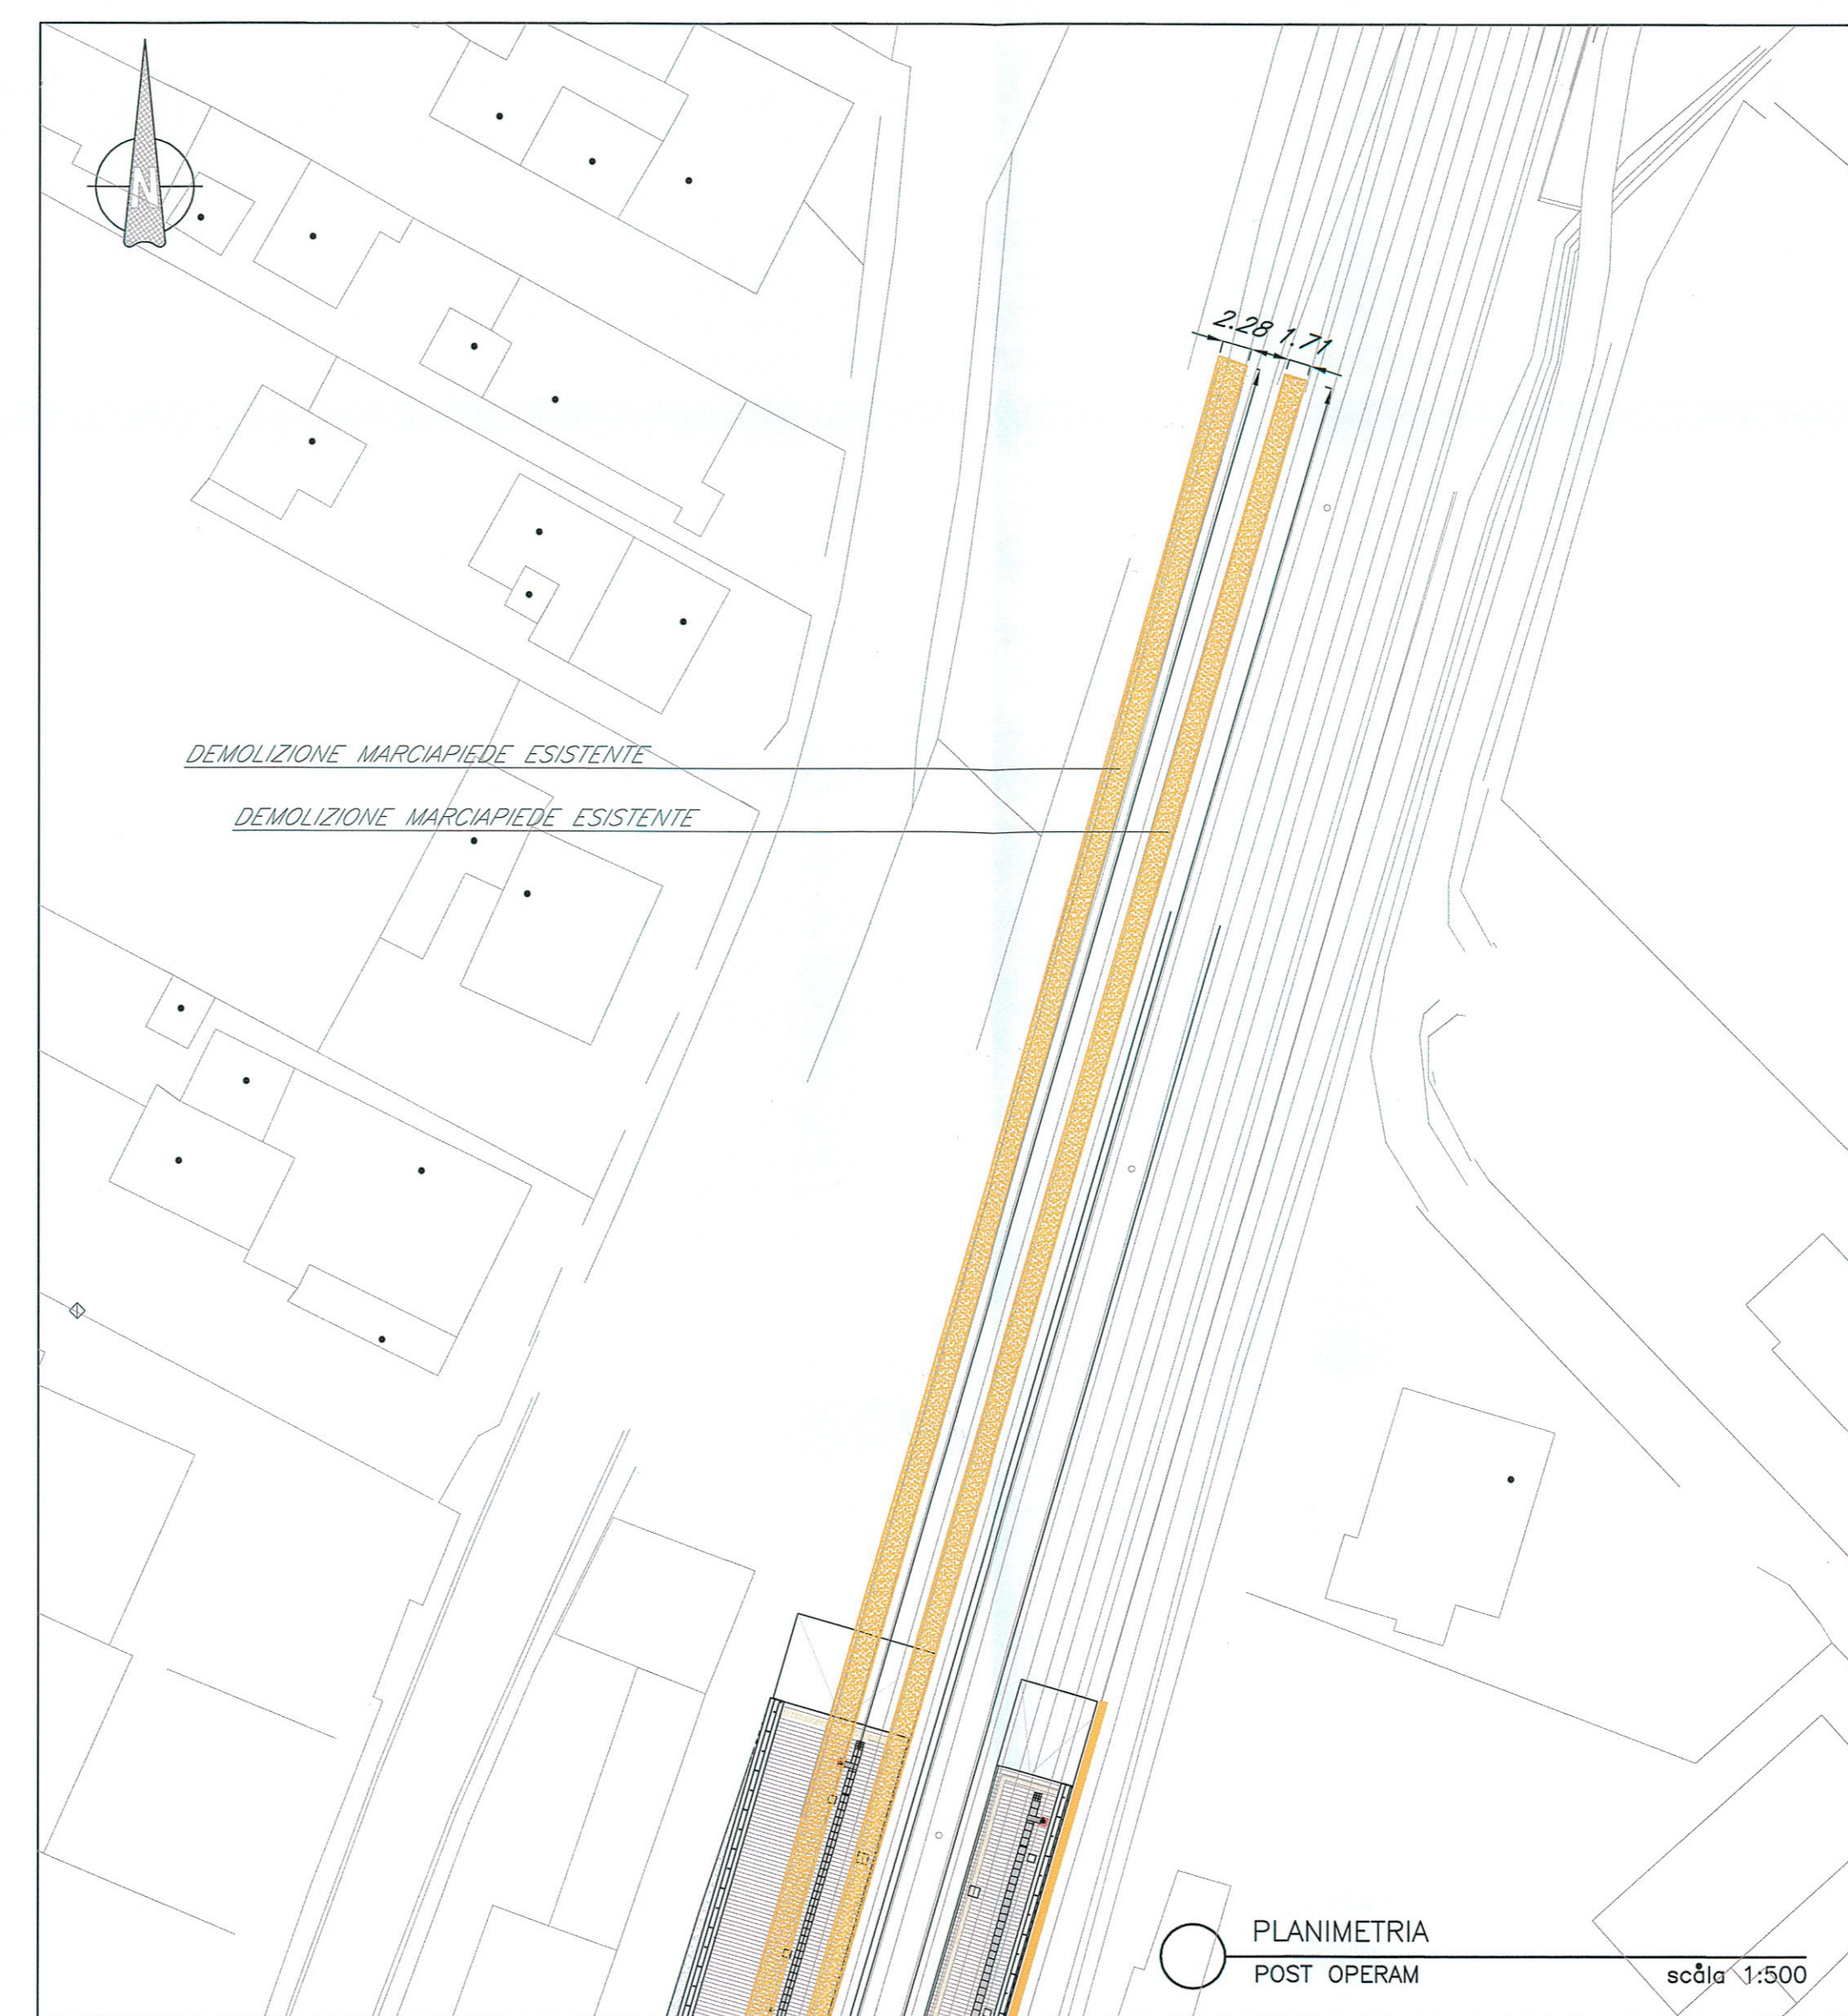 N
2.28 1.71
DEMOLIZIONE MARCIAPIEDE ESISTENTE
DEMOLIZIONE MARCIAPIEDE ESISTENTE
PLANIMETRIA
POST OPERAM
scala 1:500